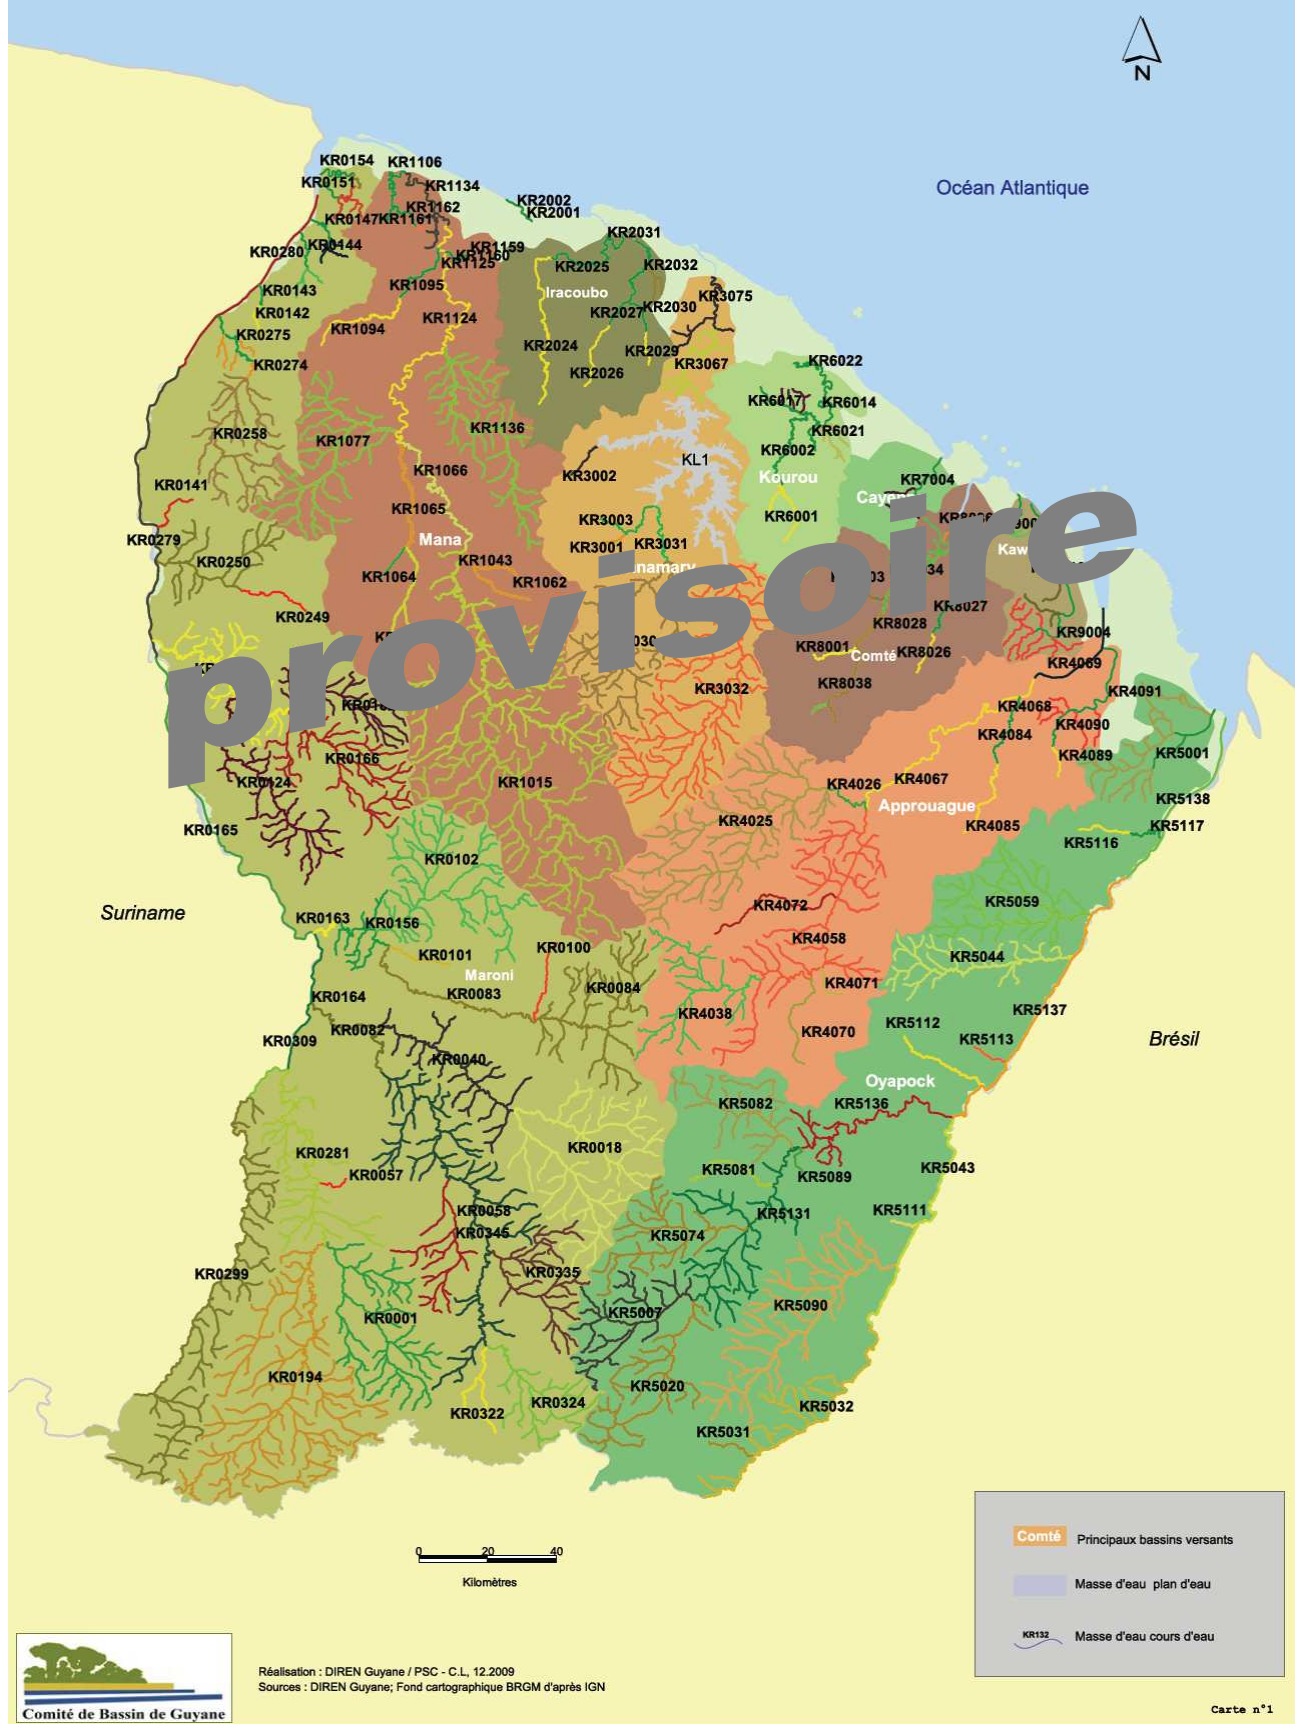 N
Océan Atlantique
KR0154
KR1106
KR0151
KR1134
KR1162
KR2002
KR2001
KR0147
KR1161
KR2031
KR0144
KR0280
KR1159
KR1160
KR1125
KR2025
KR2032
KR1095
KR0143
Iracoubo
KR3075
KR2030
KR0142
KR2027
KR1124
KR1094
KR0275
KR2024
KR2029
KR0274
KR3067
KR6022
KR2026
KR6017
KR6014
KR1136
KR6021
KR0258
KR1077
KR6002
KL1
KR1066
KR3002
Kourou
KR7004
KR0141
Cayenne
KR1065
KR6001
KR3003
KR0279
Mana
KR3001
KR3031
Kaw
KR0250
KR1043
KR1064
KR1062
KR0249
KR8027
KR8028
KR9004
KR8001
Comté
KR8026
KR4069
KR8038
KR3032
KR4091
KR4068
KR4090
KR4084
KR4089
KR5001
KR0166
KR0124
KR1015
KR4026
KR4067
KR5138
Approuague
KR0165
KR4025
KR4085
KR5117
KR5116
KR0102
KR5059
KR4072
Suriname
KR0163
KR0156
KR4058
KR0100
KR0101
KR5044
Maroni
KR4071
KR0083
KR0084
KR0164
KR5137
KR4038
KR5112
KR0082
KR4070
KR0309
KR5113
Brésil
KR0040
Oyapock
KR5082
KR5136
KR0018
KR0281
KR5081
KR5043
KR0057
KR5089
KR0058
KR5131
KR5111
KR0345
KR5074
KR0299
KR0335
KR5090
KR5007
KR0001
KR0194
KR5020
KR0324
KR5032
KR0322
KR5031
provisoire
0 20 40
Kilomètres
Comté Principaux bassins versants
Masse d'eau plan d'eau
KR132 Masse d'eau cours d'eau
Comité de Bassin de Guyane
Réalisation : DIREN Guyane / PSC - C.L, 12.2009
Sources : DIREN Guyane; Fond cartographique BRGM d'après IGN
Carte n°1